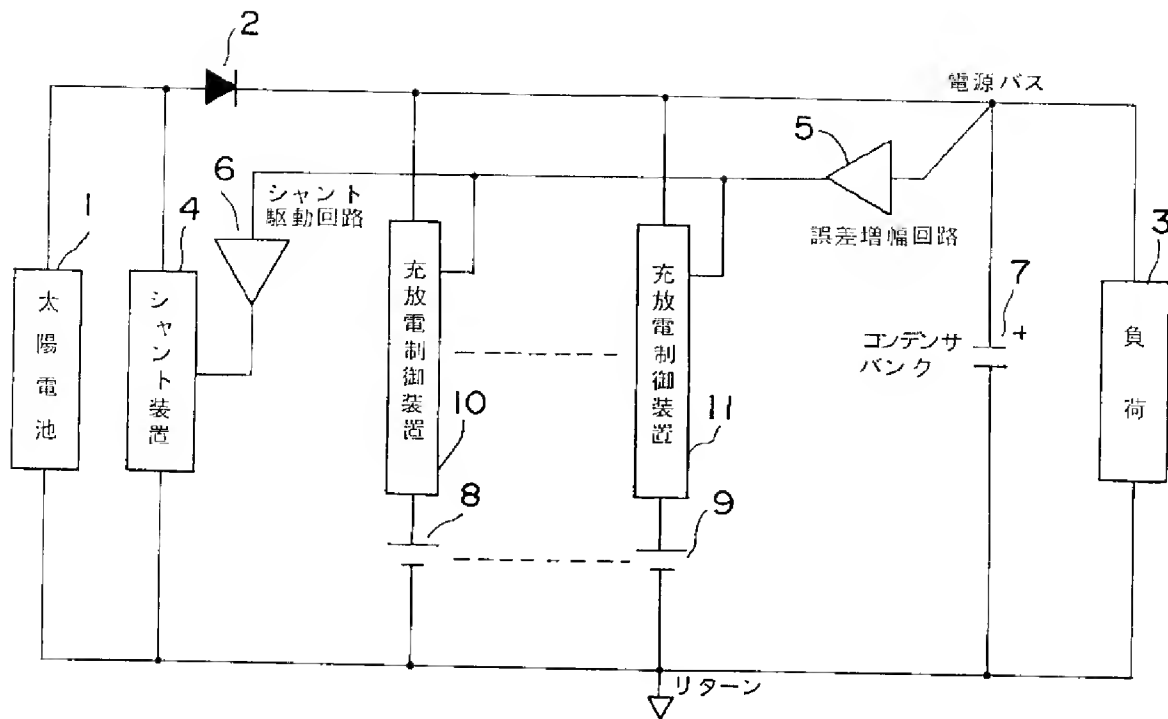 2
電源バス
5
6
シャント
駆動回路
誤差増幅回路
1
4
3
太陽電池
シャント装置
充放電制御装置
充放電制御装置
7
+
コンデンサ
バンク
負荷
10
11
8
9
リターン